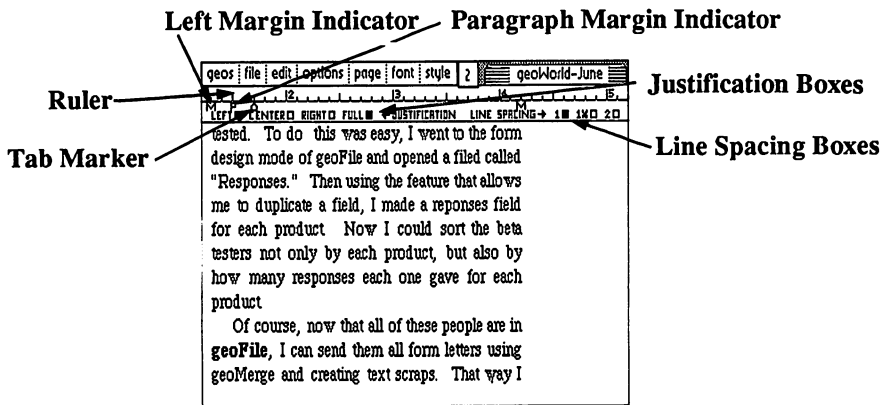 Left Margin Indicator
Paragraph Margin Indicator
geos file edit options page font style 2 geoWorld-June
Justification Boxes
Ruler
12 13 14 15
M P M
LEFT CENTER RIGHT FULL JUSTIFICATION LINE SPACING→ 1 1½ 2
Tab Marker
Line Spacing Boxes
tested. To do this was easy, I went to the form
design mode of geoFile and opened a filed called
"Responses." Then using the feature that allows
me to duplicate a field, I made a reponses field
for each product Now I could sort the beta
testers not only by each product, but also by
how many responses each one gave for each
product
Of course, now that all of these people are in
geoFile, I can send them all form letters using
geoMerge and creating text scraps. That way I